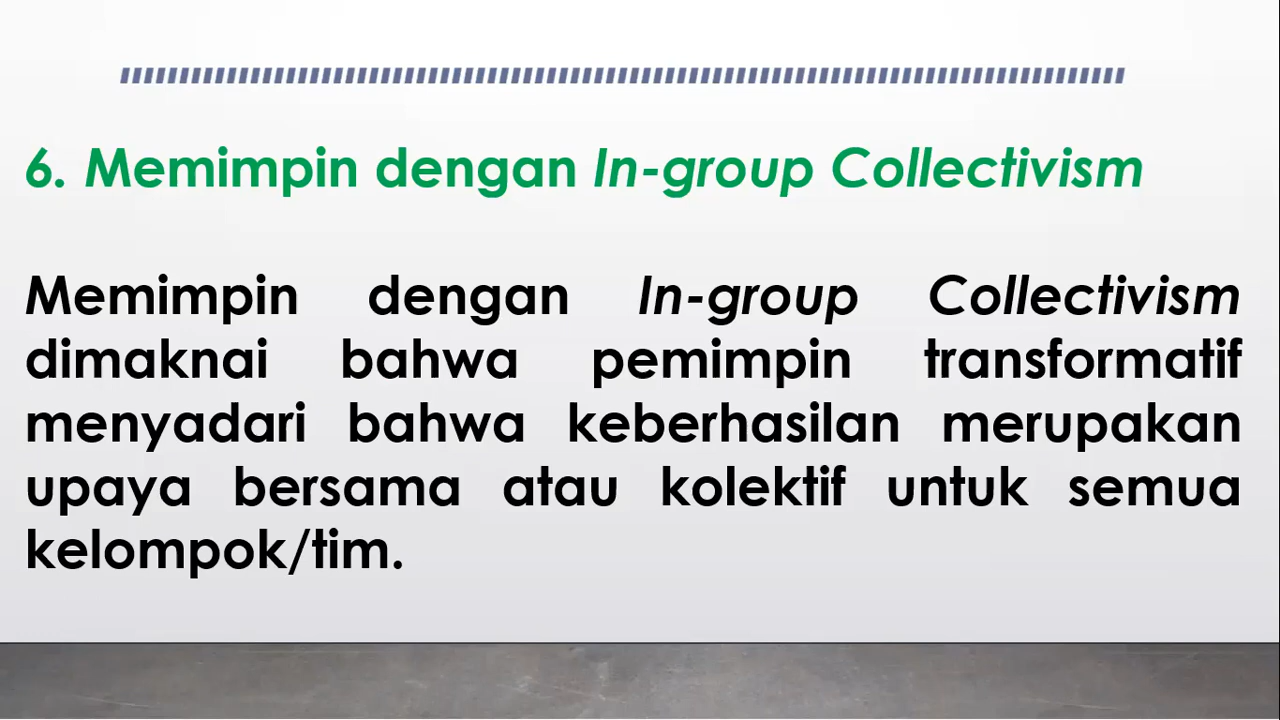 6. Memimpin dengan In-group Collectivism
Memimpin dengan In-group Collectivism
dimaknai bahwa pemimpin transformatif
menyadari bahwa keberhasilan merupakan
upaya bersama atau kolektif untuk semua
kelompok/tim.